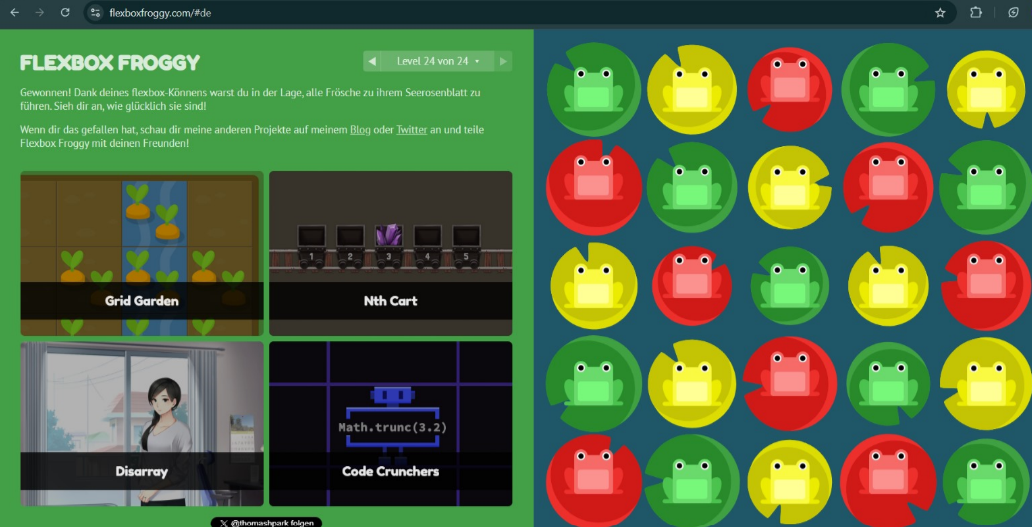 flexboxfroggy.com/#de
FLEXBOX FROGGY
Level 24 von 24
Gewonnen! Dank deines flexbox-Könnens warst du in der Lage, alle Frösche zu ihrem Seerosenblatt zu
führen. Sieh dir an, wie glücklich sie sind!
Wenn dir das gefallen hat, schau dir meine anderen Projekte auf meinem Blog oder Twitter an und teile
Flexbox Froggy mit deinen Freunden!
1 2 3 4 5
Grid Garden
Nth Cart
Math.trunc(3.2)
Disarray
Code Crunchers
X @thomashpark folgen